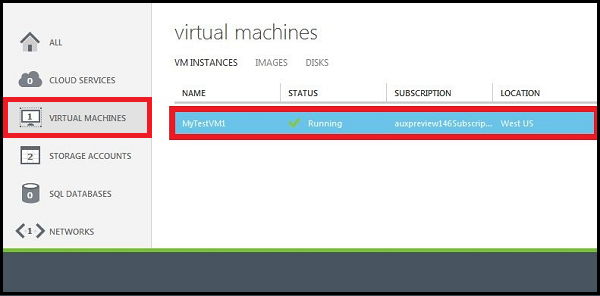 ALL
0 CLOUD SERVICES
1 VIRTUAL MACHINES
2 STORAGE ACCOUNTS
0 SQL DATABASES
1 NETWORKS
virtual machines
VM INSTANCES IMAGES DISKS
NAME STATUS SUBSCRIPTION LOCATION
MyTestVM1 Running auxpreview146Subscrip... West US